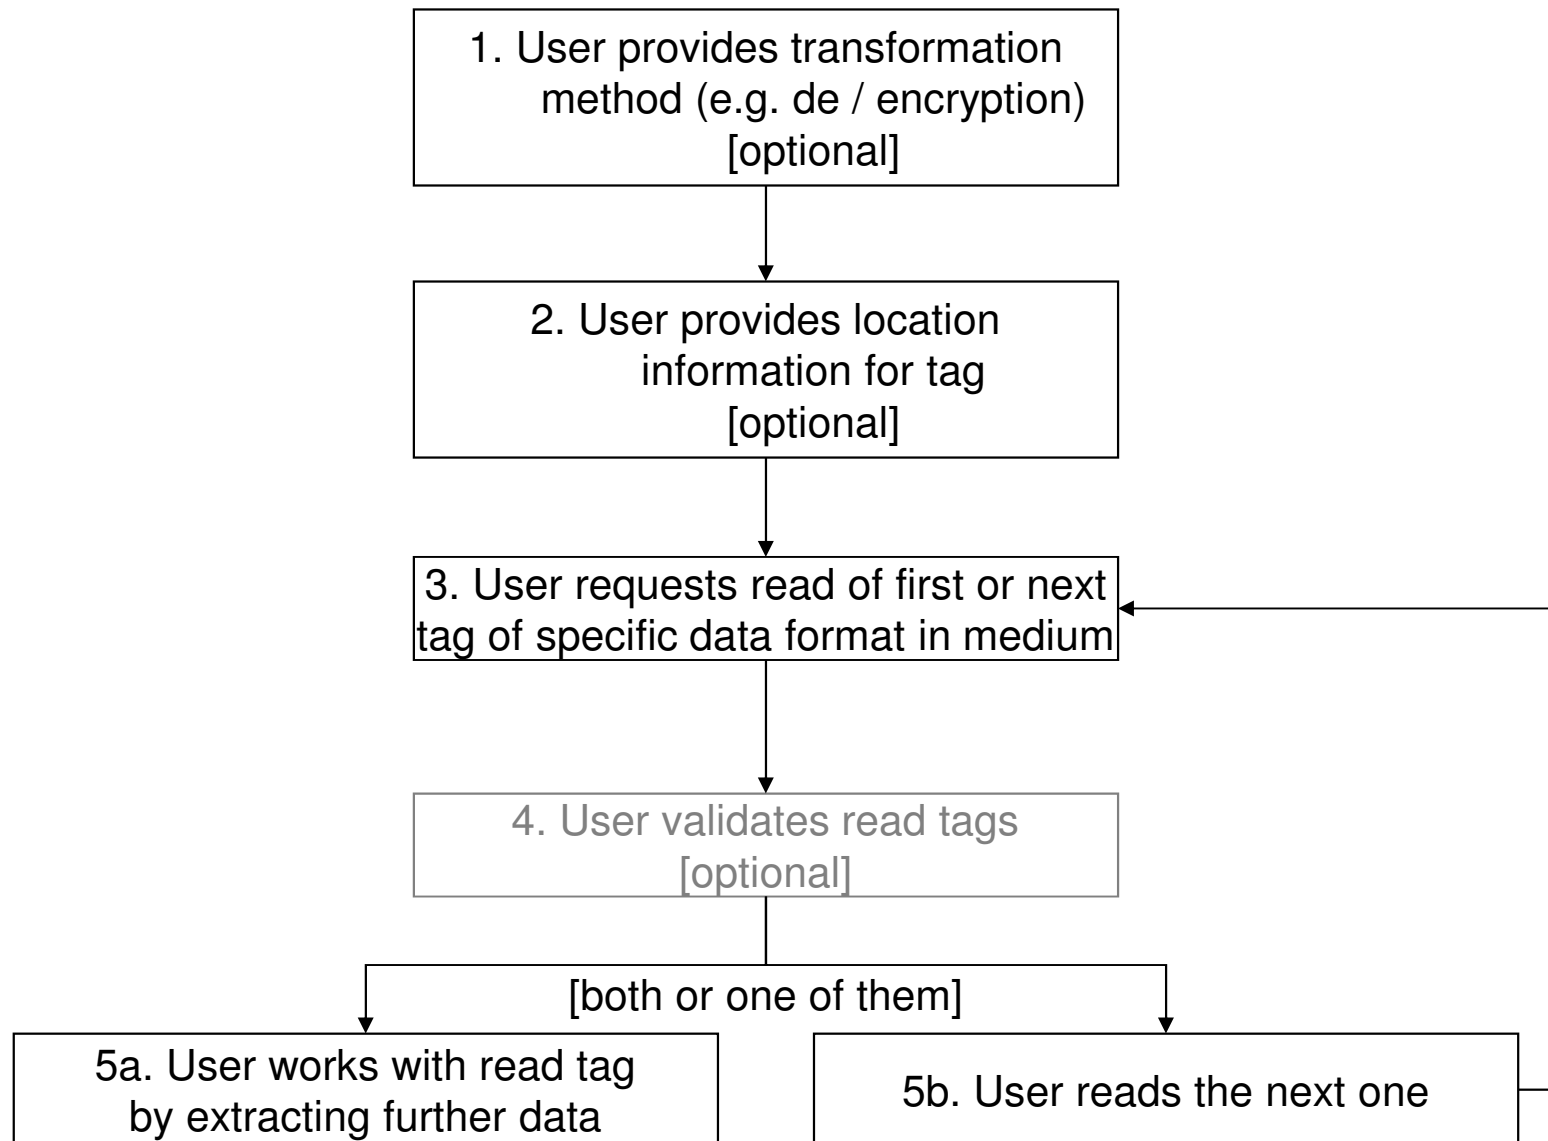 1. User provides transformation
method (e.g. de / encryption)
[optional]
2. User provides location
information for tag
[optional]
3. User requests read of first or next
tag of specific data format in medium
4. User validates read tags
[optional]
[both or one of them]
5a. User works with read tag
by extracting further data
5b. User reads the next one